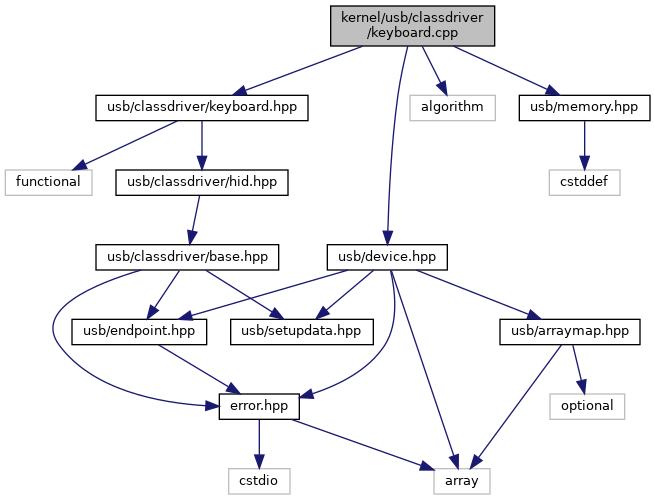 kernel/usb/classdriver
/keyboard.cpp
usb/classdriver/keyboard.hpp
algorithm
usb/memory.hpp
functional
usb/classdriver/hid.hpp
cstddef
usb/classdriver/base.hpp
usb/device.hpp
usb/endpoint.hpp
usb/setupdata.hpp
usb/arraymap.hpp
error.hpp
optional
cstdio
array